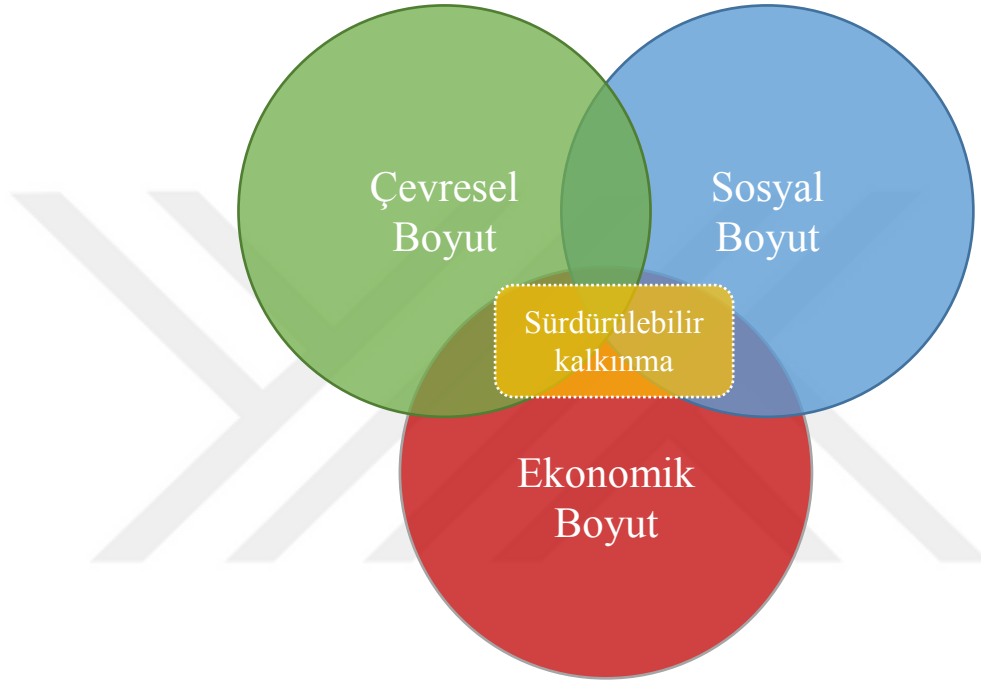 Çevresel
Boyut
Sosyal
Boyut
Sürdürülebilir
kalkınma
Ekonomik
Boyut